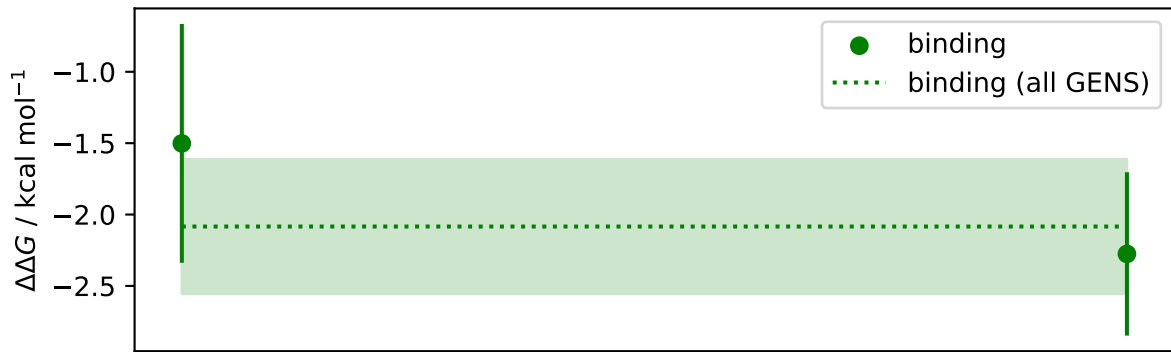 binding
binding (all GENS)
−1.0
−1.5
−2.0
−2.5
ΔΔG / kcal mol⁻¹